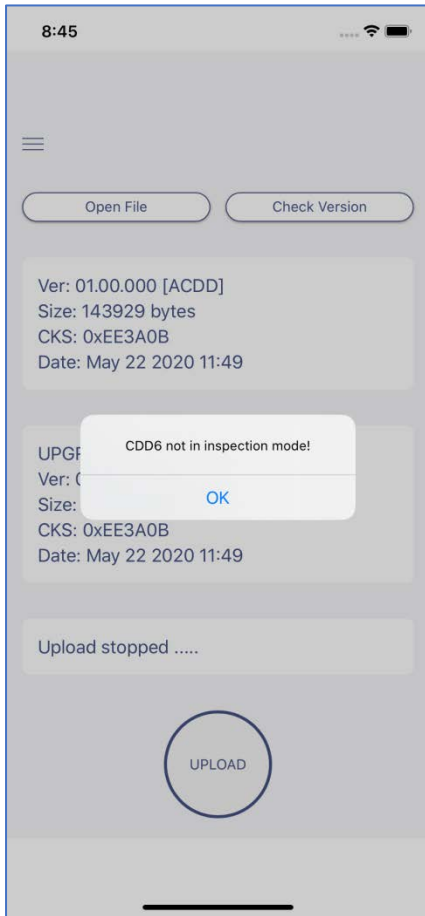 8:45
Open File
Check Version
Ver: 01.00.000 [ACDD]
Size: 143929 bytes
CKS: 0xEE3A0B
Date: May 22 2020 11:49
CDD6 not in inspection mode!
OK
Ver:
Size:
CKS: 0xEE3A0B
Date: May 22 2020 11:49
Upload stopped .....
UPLOAD